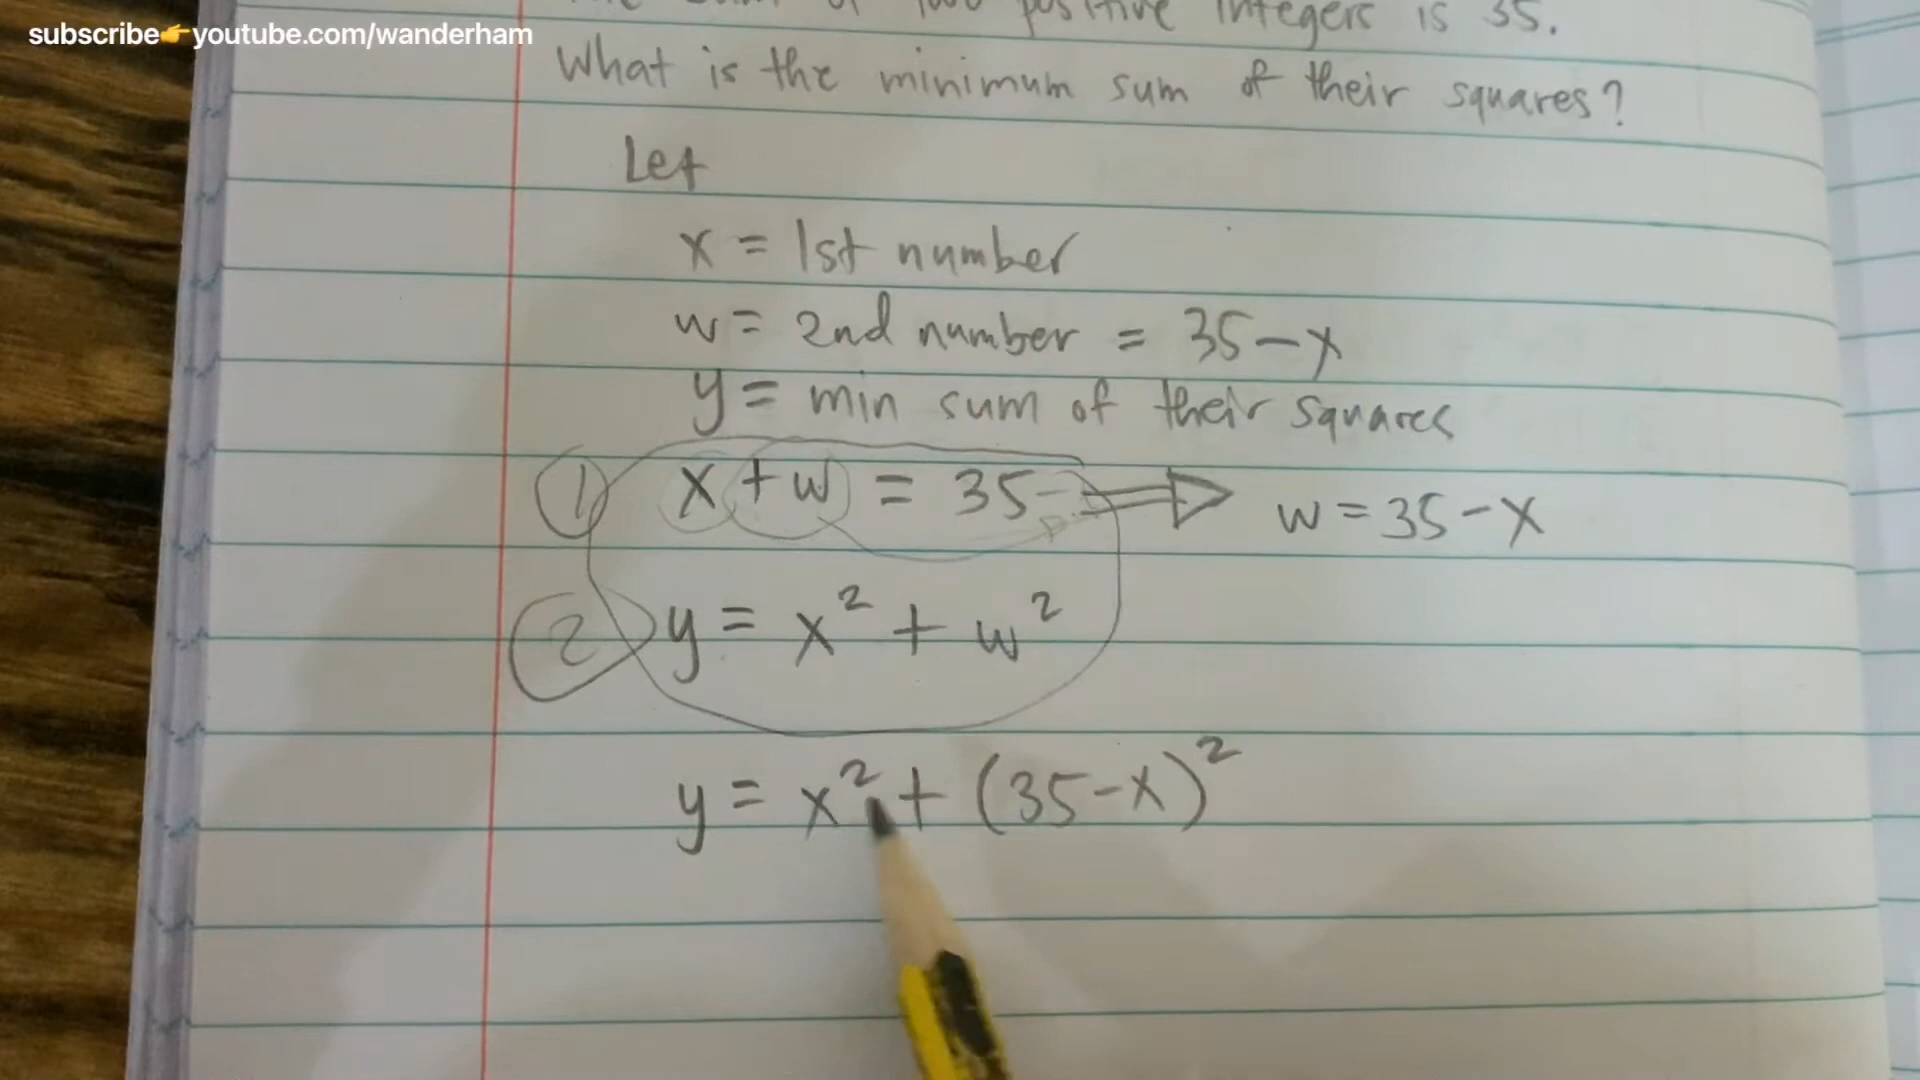 subscribe👉youtube.com/wanderham
positive integers is 35.
What is the minimum sum of their squares?
Let
x = 1st number
w = 2nd number = 35-x
y = min sum of their squares
① x + w = 35 ⇒ w = 35 - x
② y = x² + w²
y = x² + (35-x)²